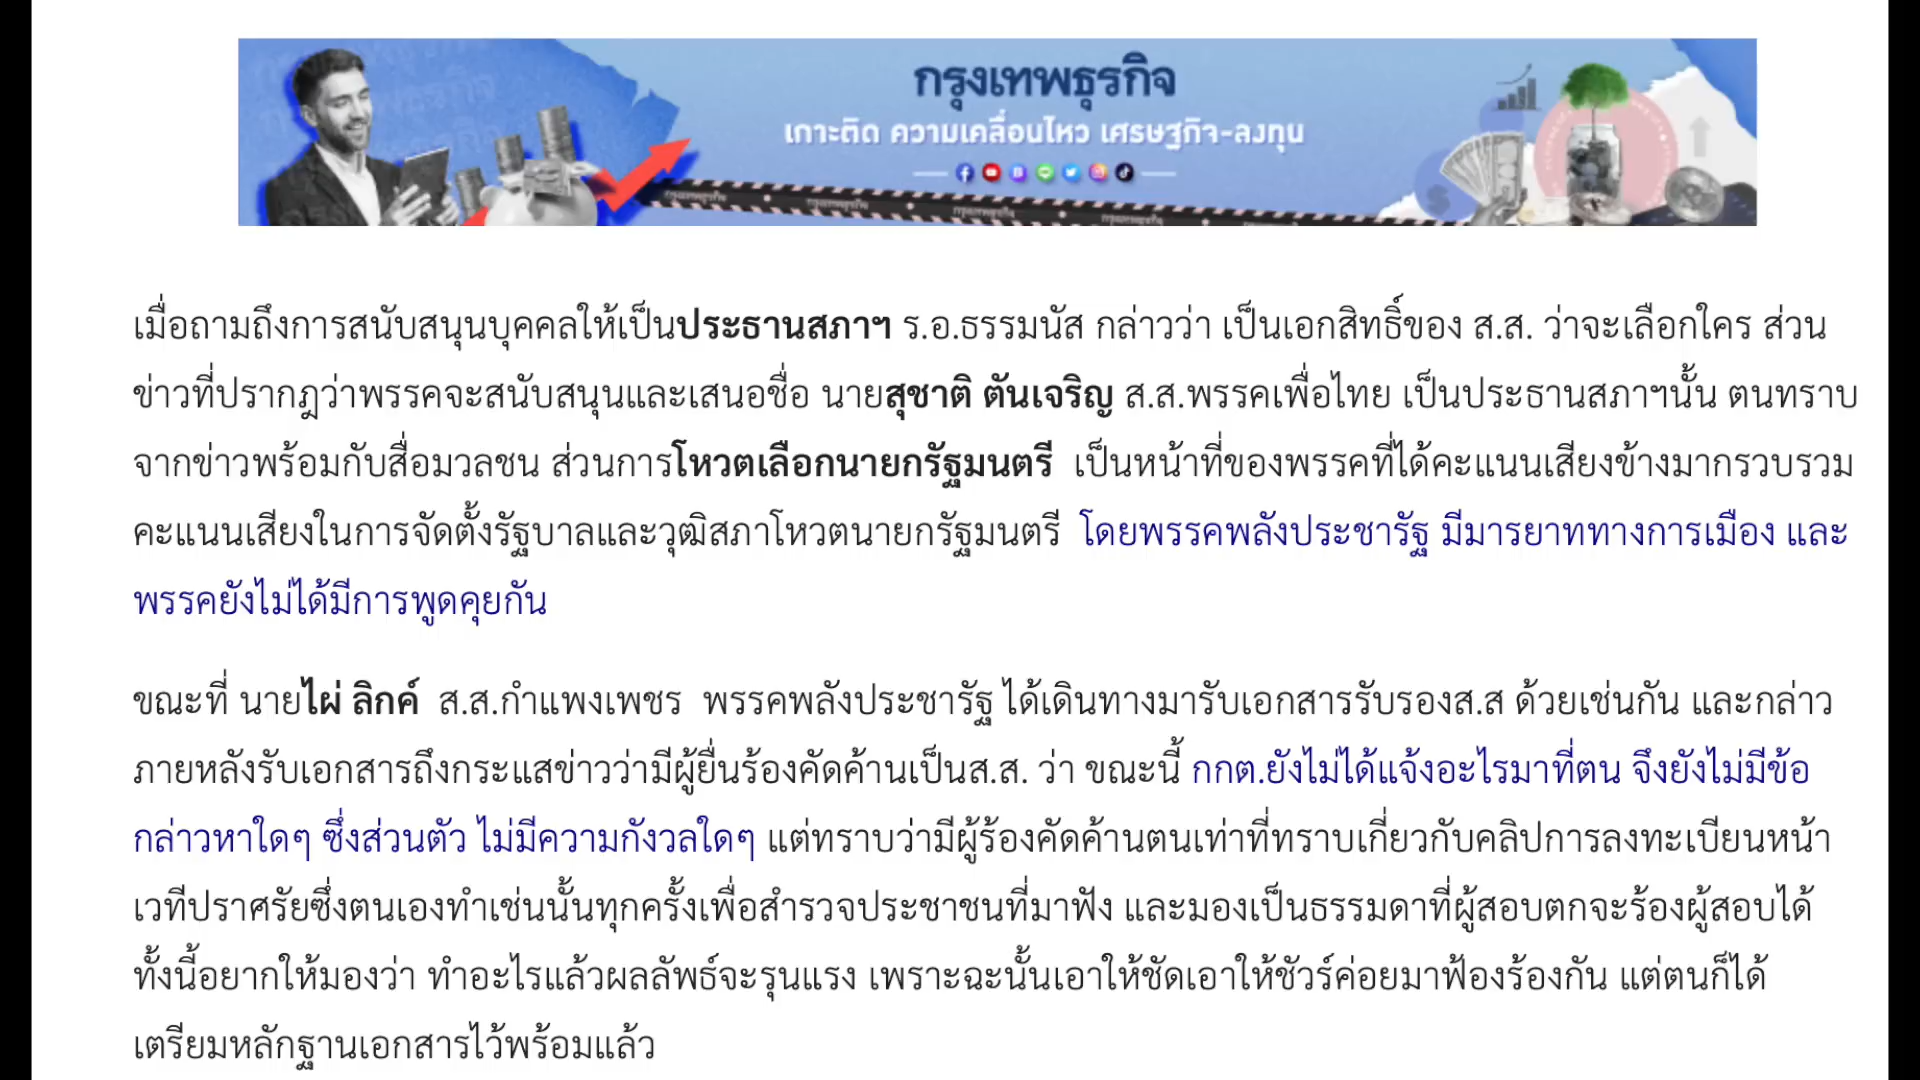 กรุงเทพธุรกิจ
เกาะติด ความเคลื่อนไหว เศรษฐกิจ-ลงทุน
เมื่อถามถึงการสนับสนุนบุคคลให้เป็นประธานสภาฯ ร.อ.ธรรมนัส กล่าวว่า เป็นเอกสิทธิ์ของ ส.ส. ว่าจะเลือกใคร ส่วน
ข่าวที่ปรากฎว่าพรรคจะสนับสนุนและเสนอชื่อ นายสุชาติ ตันเจริญ ส.ส.พรรคเพื่อไทย เป็นประธานสภาฯนั้น ตนทราบ
จากข่าวพร้อมกับสื่อมวลชน ส่วนการโหวตเลือกนายกรัฐมนตรี เป็นหน้าที่ของพรรคที่ได้คะแนนเสียงข้างมากรวบรวม
คะแนนเสียงในการจัดตั้งรัฐบาลและวุฒิสภาโหวตนายกรัฐมนตรี โดยพรรคพลังประชารัฐ มีมารยาททางการเมือง และ
พรรคยังไม่ได้มีการพูดคุยกัน
ขณะที่ นายไผ่ ลิกค์ ส.ส.กำแพงเพชร พรรคพลังประชารัฐ ได้เดินทางมารับเอกสารรับรองส.ส ด้วยเช่นกัน และกล่าว
ภายหลังรับเอกสารถึงกระแสข่าวว่ามีผู้ยื่นร้องคัดค้านเป็นส.ส. ว่า ขณะนี้ กกต.ยังไม่ได้แจ้งอะไรมาที่ตน จึงยังไม่มีข้อ
กล่าวหาใดๆ ซึ่งส่วนตัว ไม่มีความกังวลใดๆ แต่ทราบว่ามีผู้ร้องคัดค้านตนเท่าที่ทราบเกี่ยวกับคลิปการลงทะเบียนหน้า
เวทีปราศรัยซึ่งตนเองทำเช่นนั้นทุกครั้งเพื่อสำรวจประชาชนที่มาฟัง และมองเป็นธรรมดาที่ผู้สอบตกจะร้องผู้สอบได้
ทั้งนี้อยากให้มองว่า ทำอะไรแล้วผลลัพธ์จะรุนแรง เพราะฉะนั้นเอาให้ชัดเอาให้ชัวร์ค่อยมาฟ้องร้องกัน แต่ตนก็ได้
เตรียมหลักฐานเอกสารไว้พร้อมแล้ว